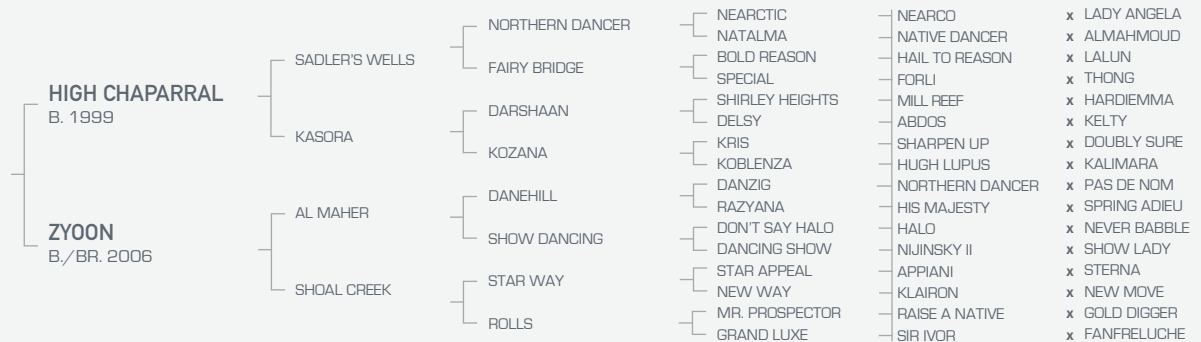 HIGH CHAPARRAL
B. 1999
ZYOON
B./BR. 2006
SADLER'S WELLS
KASORA
AL MAHER
SHOAL CREEK
NORTHERN DANCER
FAIRY BRIDGE
DARSHAAN
KOZANA
DANEHILL
SHOW DANCING
STAR WAY
ROLLS
NEARCTIC
NATALMA
BOLD REASON
SPECIAL
SHIRLEY HEIGHTS
DELSY
KRIS
KOBLENZA
DANZIG
RAZYANA
DON'T SAY HALO
DANCING SHOW
STAR APPEAL
NEW WAY
MR. PROSPECTOR
GRAND LUXE
NEARCO x LADY ANGELA
NATIVE DANCER x ALMAHMOUD
HAIL TO REASON x LALUN
FORLI x THONG
MILL REEF x HARDIEMMA
ABDOS x KELTY
SHARPEN UP x DOUBLY SURE
HUGH LUPUS x KALIMARA
NORTHERN DANCER x PAS DE NOM
HIS MAJESTY x SPRING ADIEU
HALO x NEVER BABBLE
NIJINSKY II x SHOW LADY
APPIANI x STERNA
KLAIRON x NEW MOVE
RAISE A NATIVE x GOLD DIGGER
SIR IVOR x FANFRELUCHE